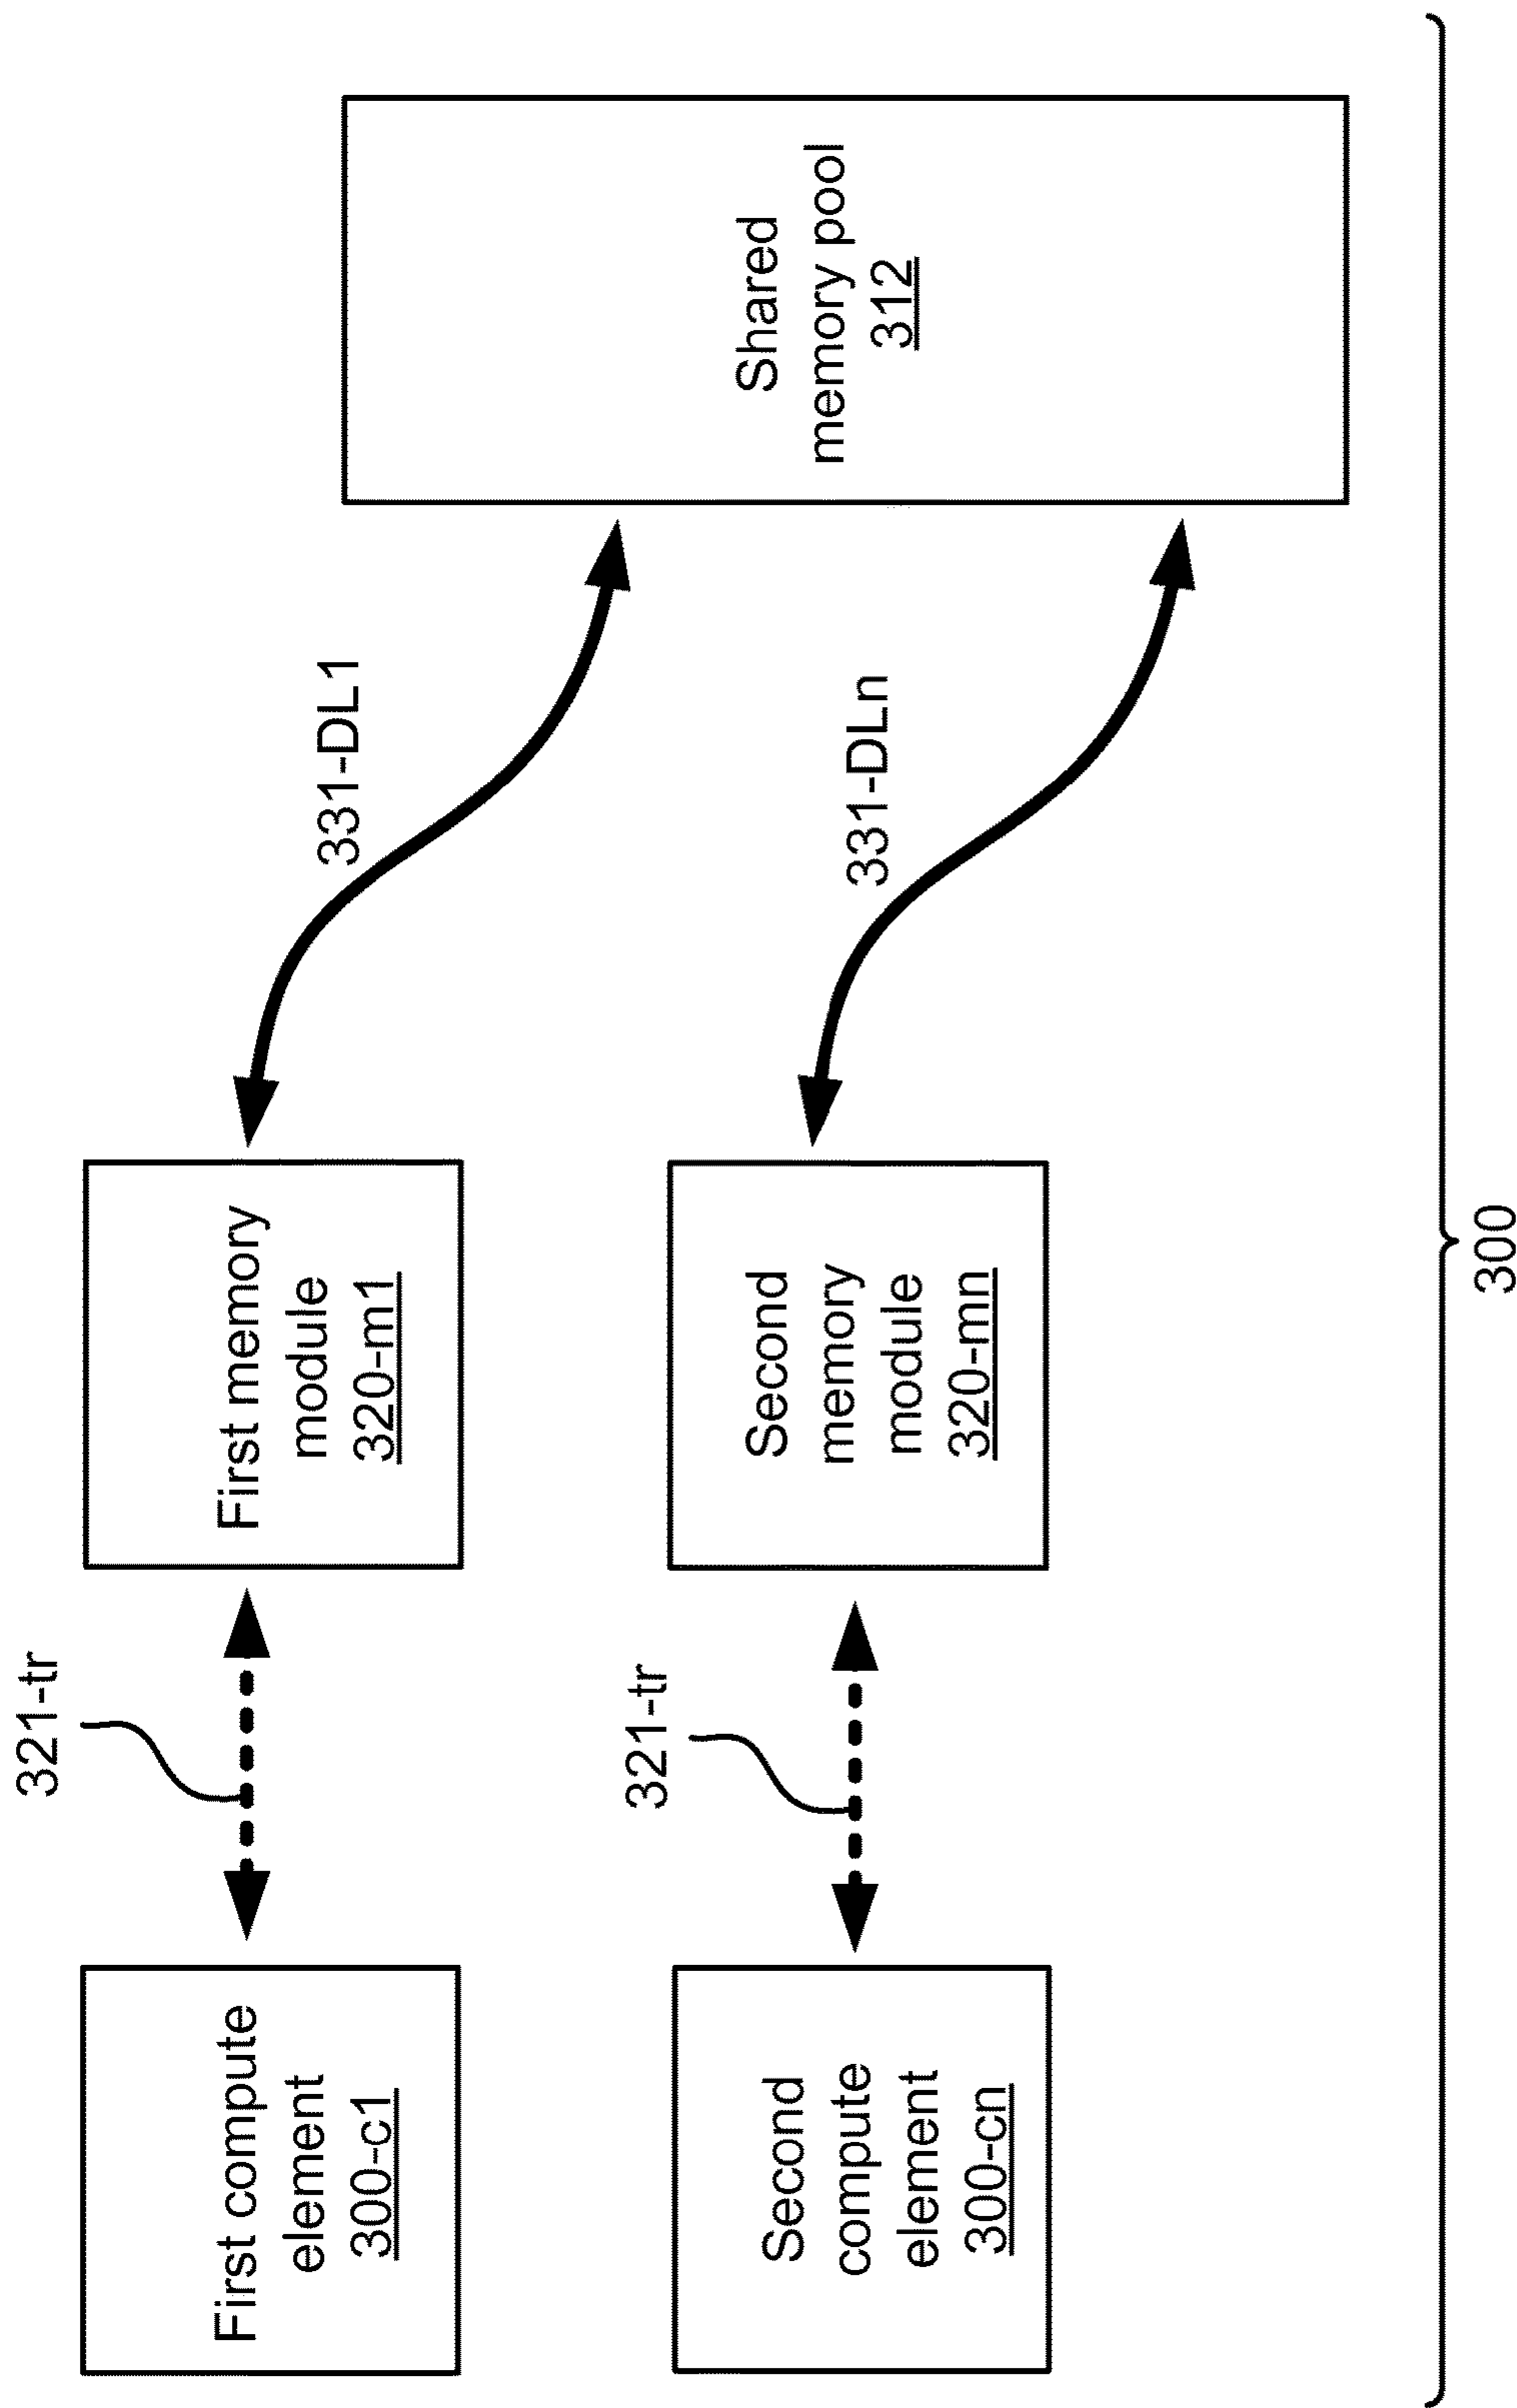 321-tr
331-DL1
First compute
element
300-c1
First memory
module
320-m1
Shared
memory pool
312
321-tr
331-DLn
Second
compute
element
300-cn
Second
memory
module
320-mn
300